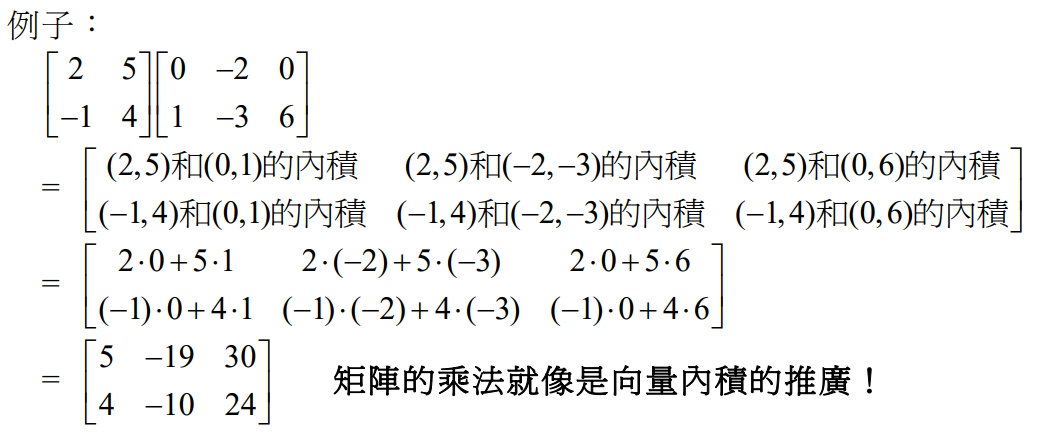 例子：
[2 5][0 −2 0]
[−1 4][1 −3 6]
= [(2,5)和(0,1)的內積 (2,5)和(−2,−3)的內積 (2,5)和(0,6)的內積]
[(−1,4)和(0,1)的內積 (−1,4)和(−2,−3)的內積 (−1,4)和(0,6)的內積]
= [2·0+5·1 2·(−2)+5·(−3) 2·0+5·6]
[(−1)·0+4·1 (−1)·(−2)+4·(−3) (−1)·0+4·6]
= [5 −19 30]
[4 −10 24]
矩陣的乘法就像是向量內積的推廣！